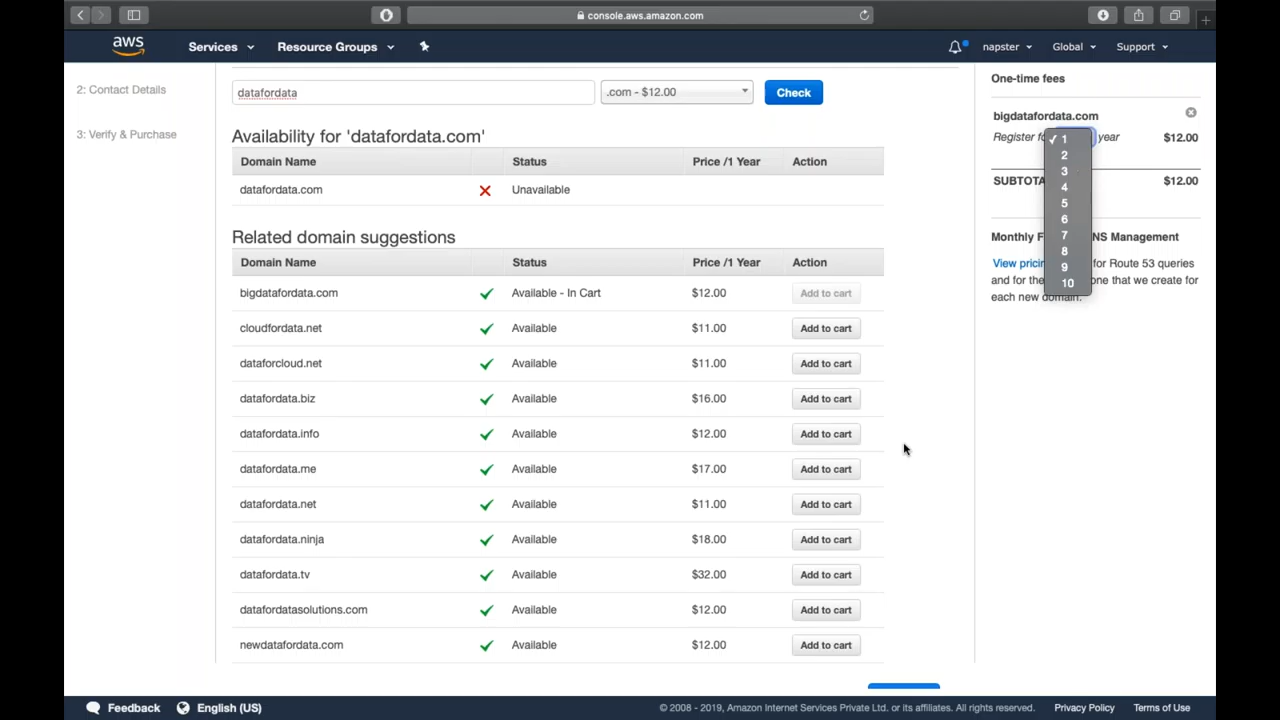 console.aws.amazon.com
aws
Services
Resource Groups
napster
Global
Support
2: Contact Details
3: Verify & Purchase
datafordata
.com - $12.00
Check
Availability for 'datafordata.com'
Domain Name Status Price /1 Year Action
datafordata.com Unavailable
Related domain suggestions
Domain Name Status Price /1 Year Action
bigdatafordata.com Available - In Cart $12.00 Add to cart
cloudfordata.net Available $11.00 Add to cart
dataforcloud.net Available $11.00 Add to cart
datafordata.biz Available $16.00 Add to cart
datafordata.info Available $12.00 Add to cart
datafordata.me Available $17.00 Add to cart
datafordata.net Available $11.00 Add to cart
datafordata.ninja Available $18.00 Add to cart
datafordata.tv Available $32.00 Add to cart
datafordatasolutions.com Available $12.00 Add to cart
newdatafordata.com Available $12.00 Add to cart
One-time fees
bigdatafordata.com
Register year $12.00
1
2
3
4
5
6
7
8
9
10
$12.00
Monthly Management
View for Route 53 queries
and for the that we create for
each new domain.
Feedback
English (US)
© 2008 - 2019, Amazon Internet Services Private Ltd. or its affiliates. All rights reserved.
Privacy Policy
Terms of Use